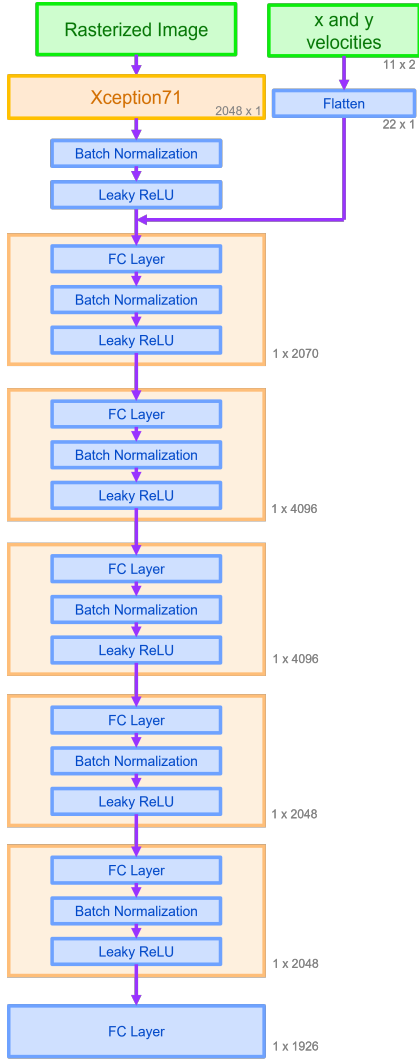 Rasterized Image
x and y
velocities
11 x 2
Xception71
2048 x 1
Flatten
22 x 1
Batch Normalization
Leaky ReLU
FC Layer
Batch Normalization
Leaky ReLU
1 x 2070
FC Layer
Batch Normalization
Leaky ReLU
1 x 4096
FC Layer
Batch Normalization
Leaky ReLU
1 x 4096
FC Layer
Batch Normalization
Leaky ReLU
1 x 2048
FC Layer
Batch Normalization
Leaky ReLU
1 x 2048
FC Layer
1 x 1926